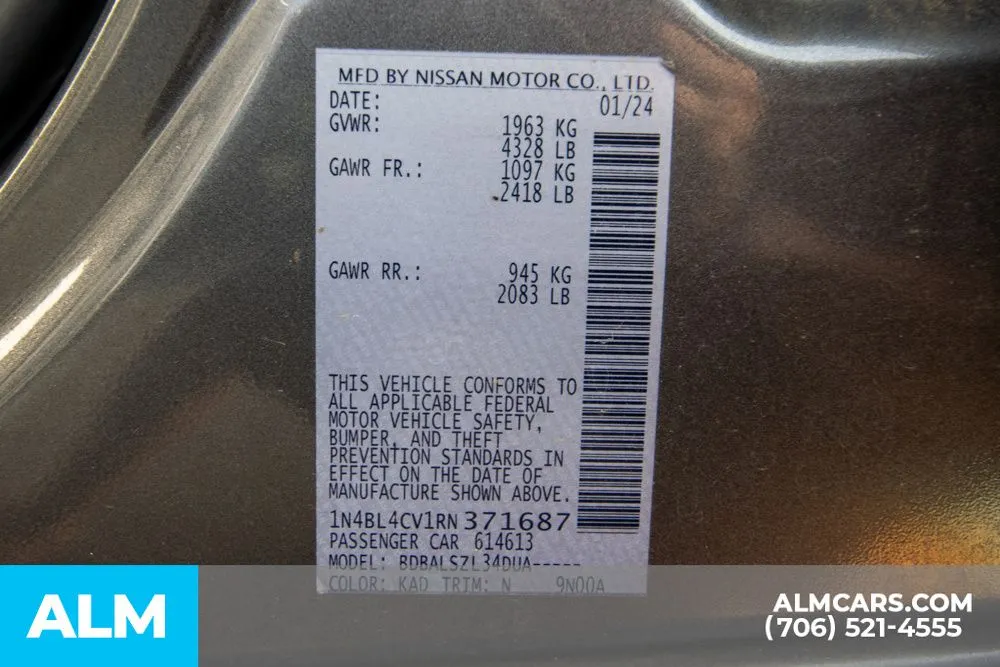 MFD BY NISSAN MOTOR CO., LTD.
DATE: 01/24
GVWR: 1963 KG
4328 LB
GAWR FR.: 1097 KG
2418 LB
GAWR RR.: 945 KG
2083 LB
THIS VEHICLE CONFORMS TO
ALL APPLICABLE FEDERAL
MOTOR VEHICLE SAFETY,
BUMPER, AND THEFT
PREVENTION STANDARDS IN
EFFECT ON THE DATE OF
MANUFACTURE SHOWN ABOVE.
1N4BL4CV1RN371687
PASSENGER CAR 614613
MODEL: BDBALSZL34DUA-----
COLOR: KAD TRIM: N 9N00A
ALM
ALMCARS.COM
(706) 521-4555